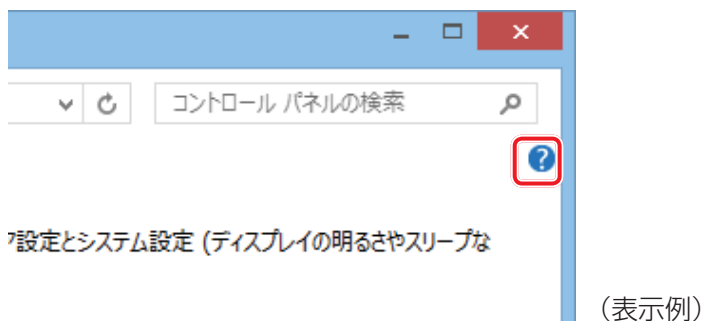 コントロール パネルの検索
設定とシステム設定 (ディスプレイの明るさやスリープな
(表示例)